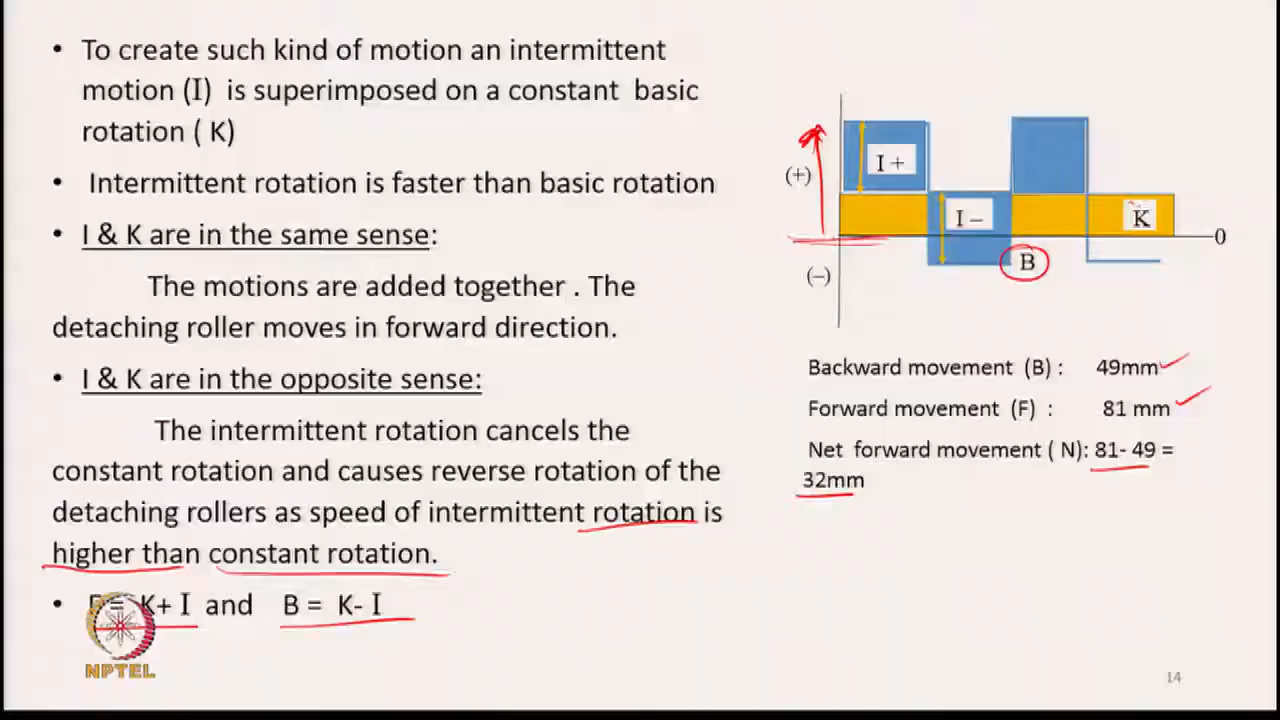 • To create such kind of motion an intermittent
motion (I) is superimposed on a constant basic
rotation ( K)
• Intermittent rotation is faster than basic rotation
• I & K are in the same sense:
The motions are added together . The
detaching roller moves in forward direction.
• I & K are in the opposite sense:
The intermittent rotation cancels the
constant rotation and causes reverse rotation of the
detaching rollers as speed of intermittent rotation is
higher than constant rotation.
• = K+ I and B = K- I
NPTEL
(+)
I +
I –
K
0
B
(–)
Backward movement (B) : 49mm
Forward movement (F) : 81 mm
Net forward movement ( N): 81- 49 =
32mm
14